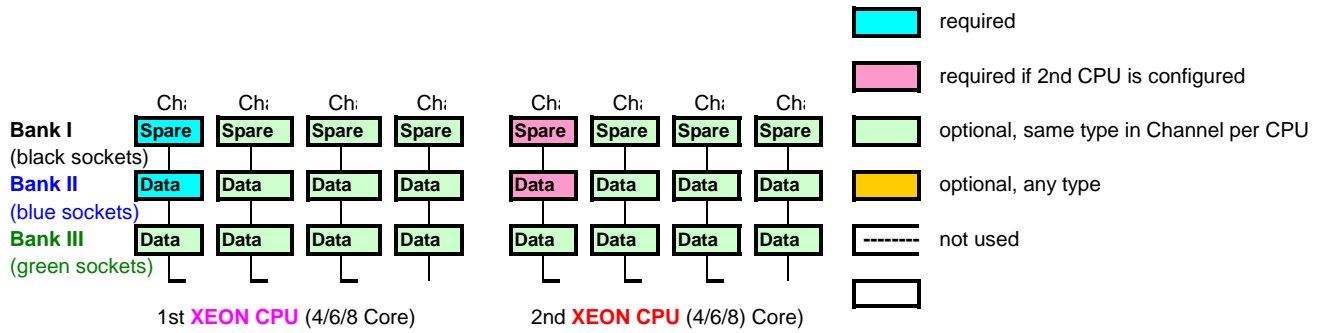 required
required if 2nd CPU is configured
Cha Cha Cha Cha Cha Cha Cha Cha
Bank I Spare Spare Spare Spare Spare Spare Spare Spare optional, same type in Channel per CPU
(black sockets)
Bank II Data Data Data Data Data Data Data Data optional, any type
(blue sockets)
Bank III Data Data Data Data Data Data Data Data -------- not used
(green sockets)
1st XEON CPU (4/6/8 Core) 2nd XEON CPU (4/6/8) Core)